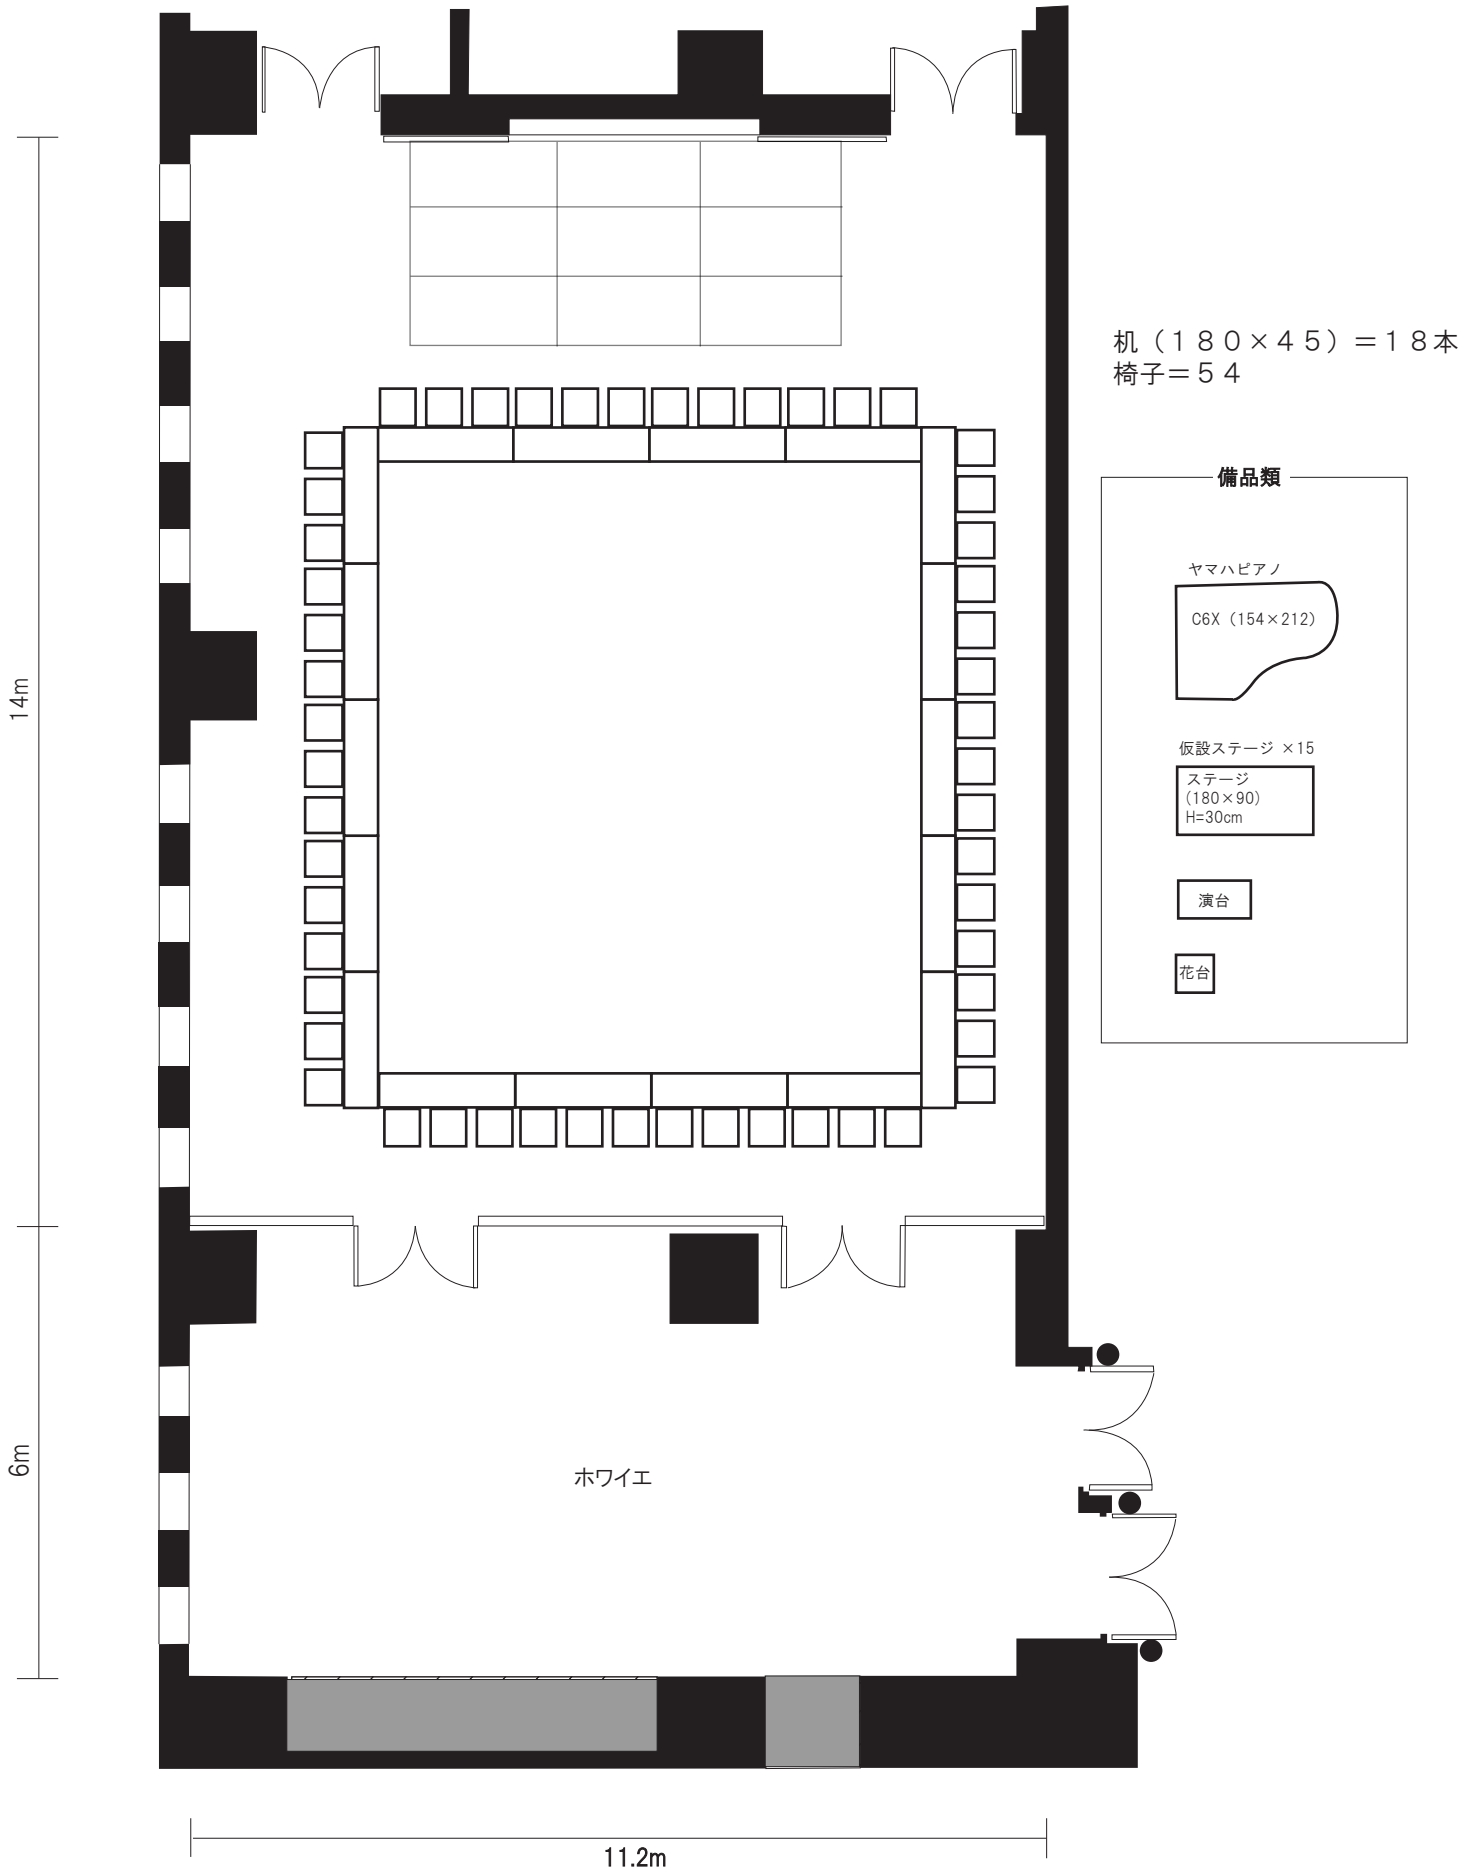 机（１８０×４５）＝１８本
椅子＝５４
備品類
ヤマハピアノ
C6X（154×212）
仮設ステージ ×15
ステージ
(180×90)
H=30cm
演台
花台
14m
6m
ホワイエ
11.2m